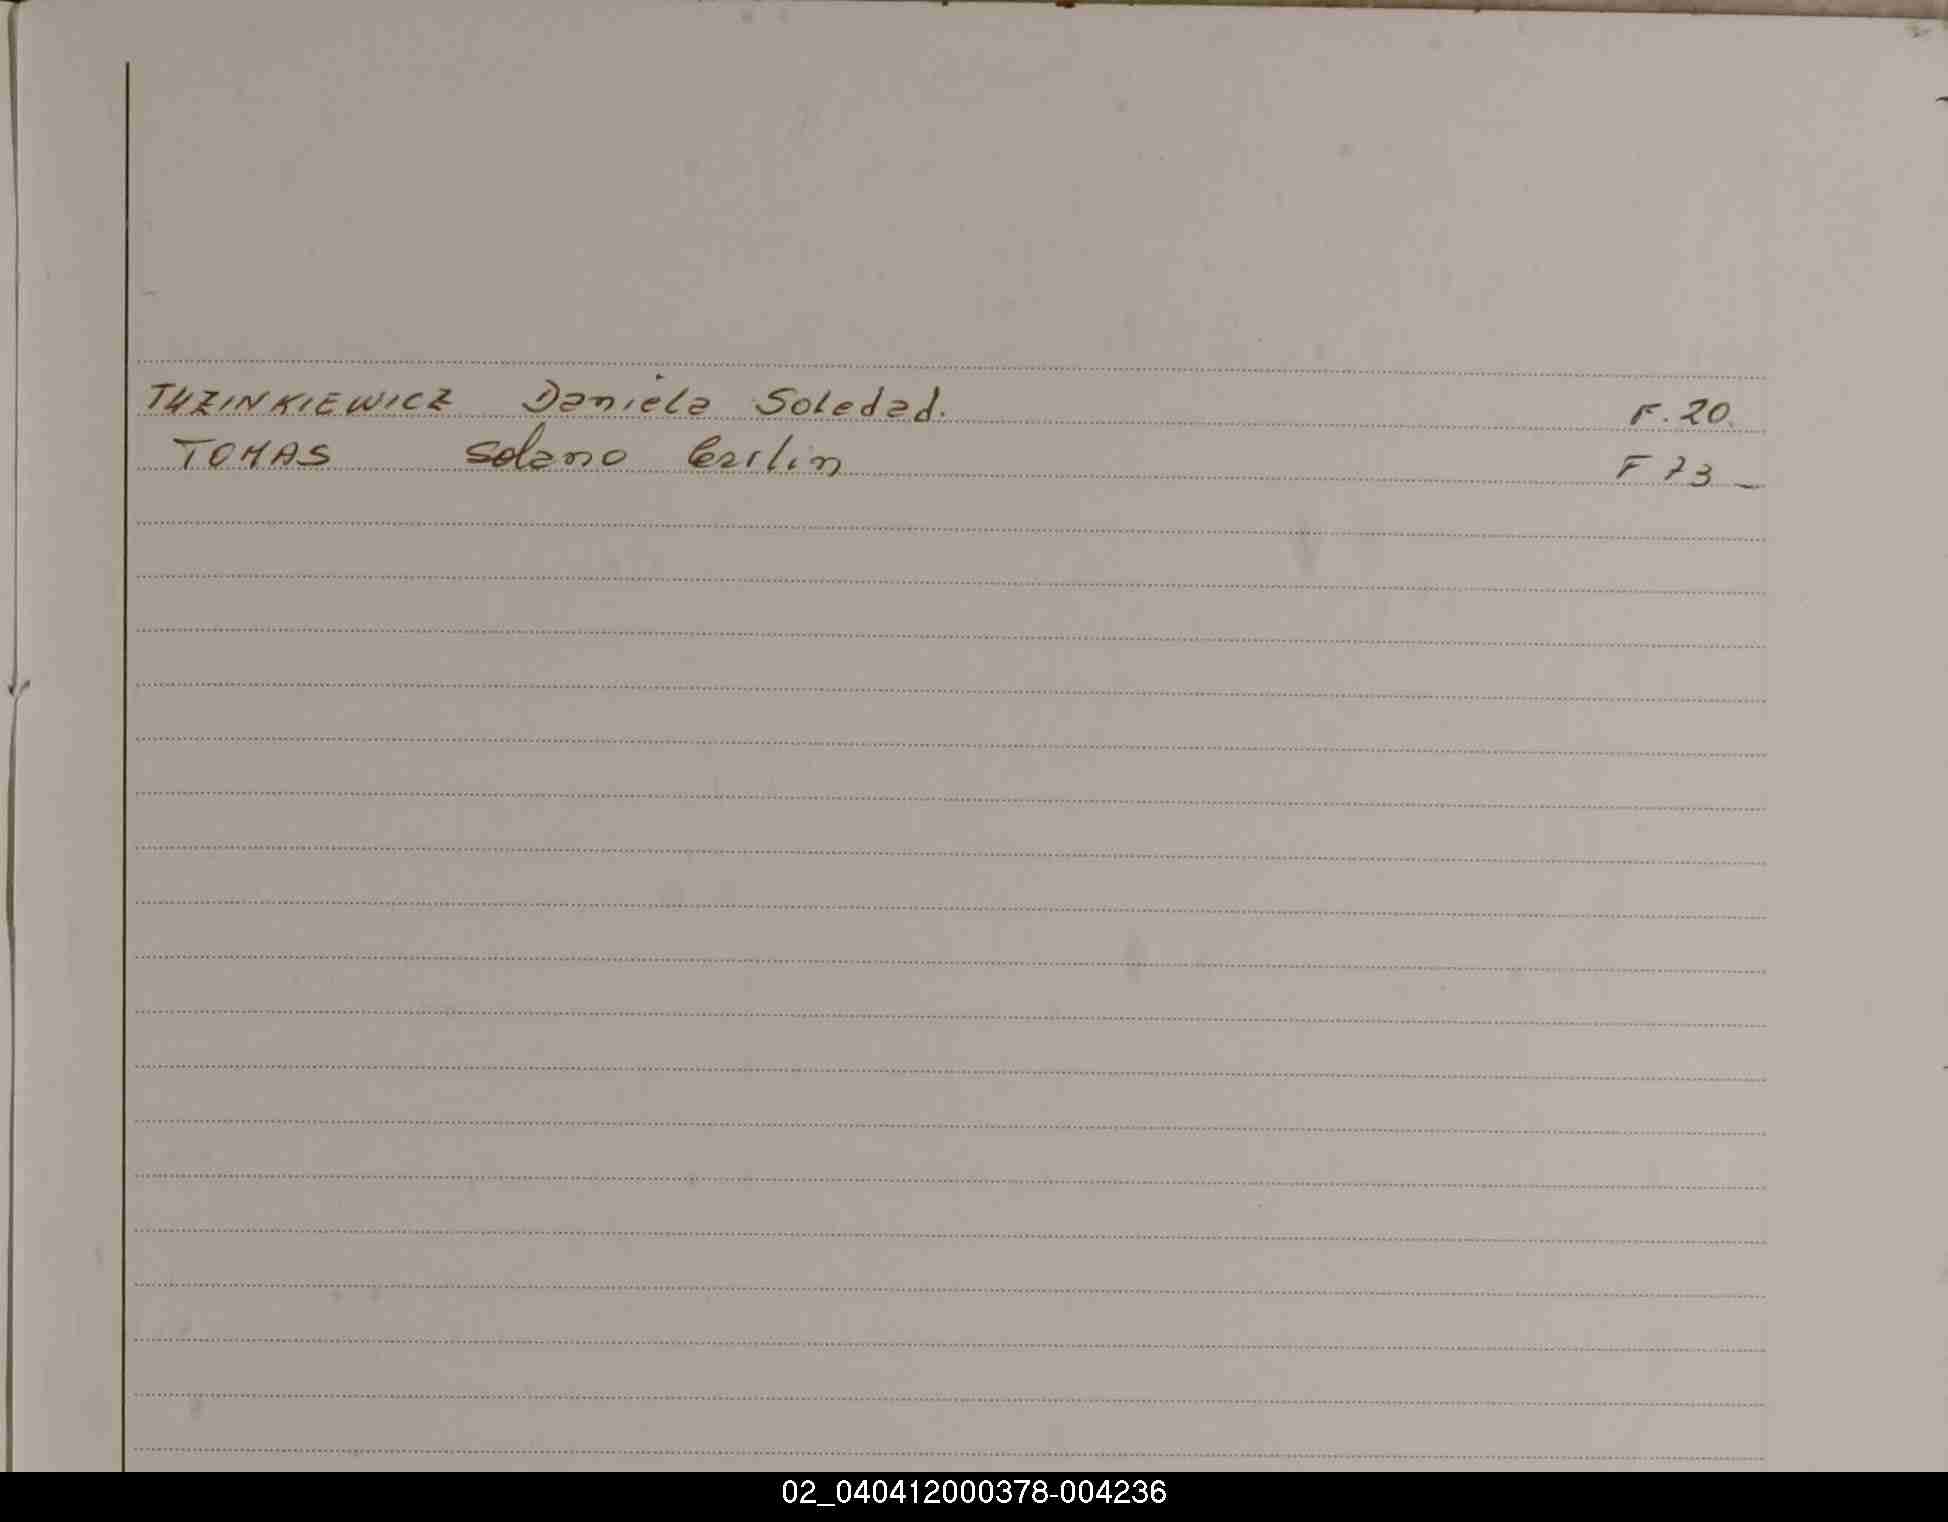 TUZINKIEWICZ Daniela Soledad. F. 20.
TOMAS Solano F 73 -
02_040412000378-004236